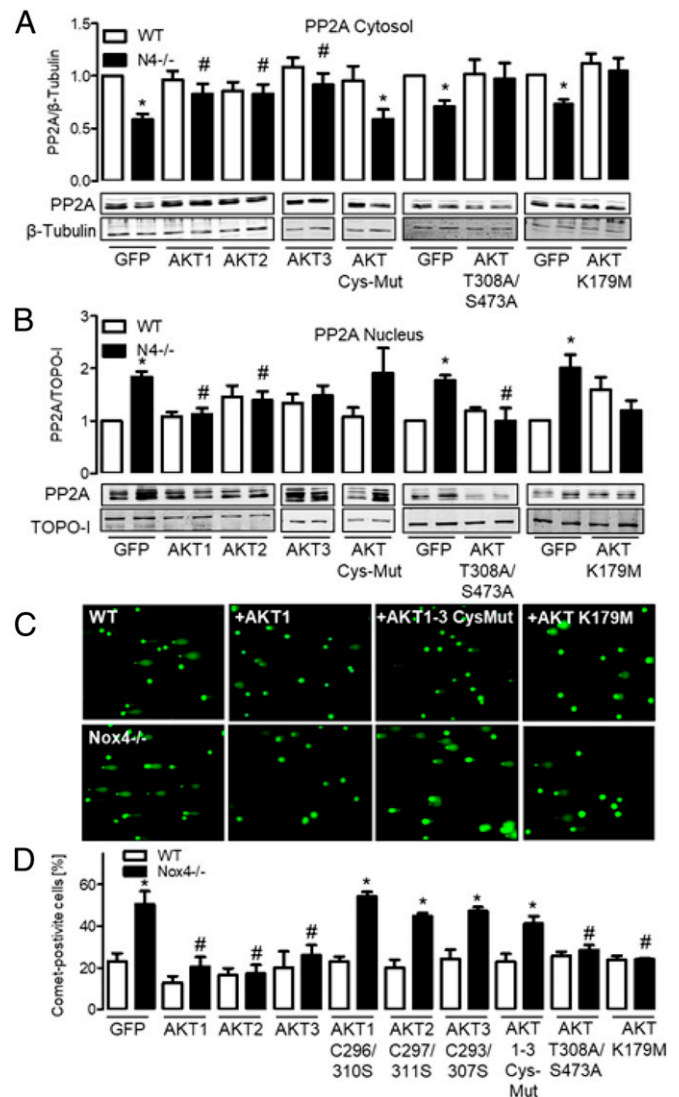 A
PP2A Cytosol
WT
N4-/-
PP2A/β-Tubulin
1.5
1.0
0.5
0.0
* # # # * * *
PP2A
β-Tubulin
GFP AKT1 AKT2 AKT3 AKT Cys-Mut GFP AKT T308A/S473A GFP AKT K179M
B
PP2A Nucleus
WT
N4-/-
PP2A/TOPO-I
3
2
1
0
* # # * # *
PP2A
TOPO-I
GFP AKT1 AKT2 AKT3 AKT Cys-Mut GFP AKT T308A/S473A GFP AKT K179M
C
WT +AKT1 +AKT1-3 CysMut +AKT K179M
Nox4-/-
D
WT
Nox4-/-
Comet-postivite cells [%]
60
40
20
0
* # # # * * * * # #
GFP AKT1 AKT2 AKT3 AKT1 C296/310S AKT2 C297/311S AKT3 C293/307S AKT 1-3 Cys-Mut AKT T308A/S473A AKT K179M